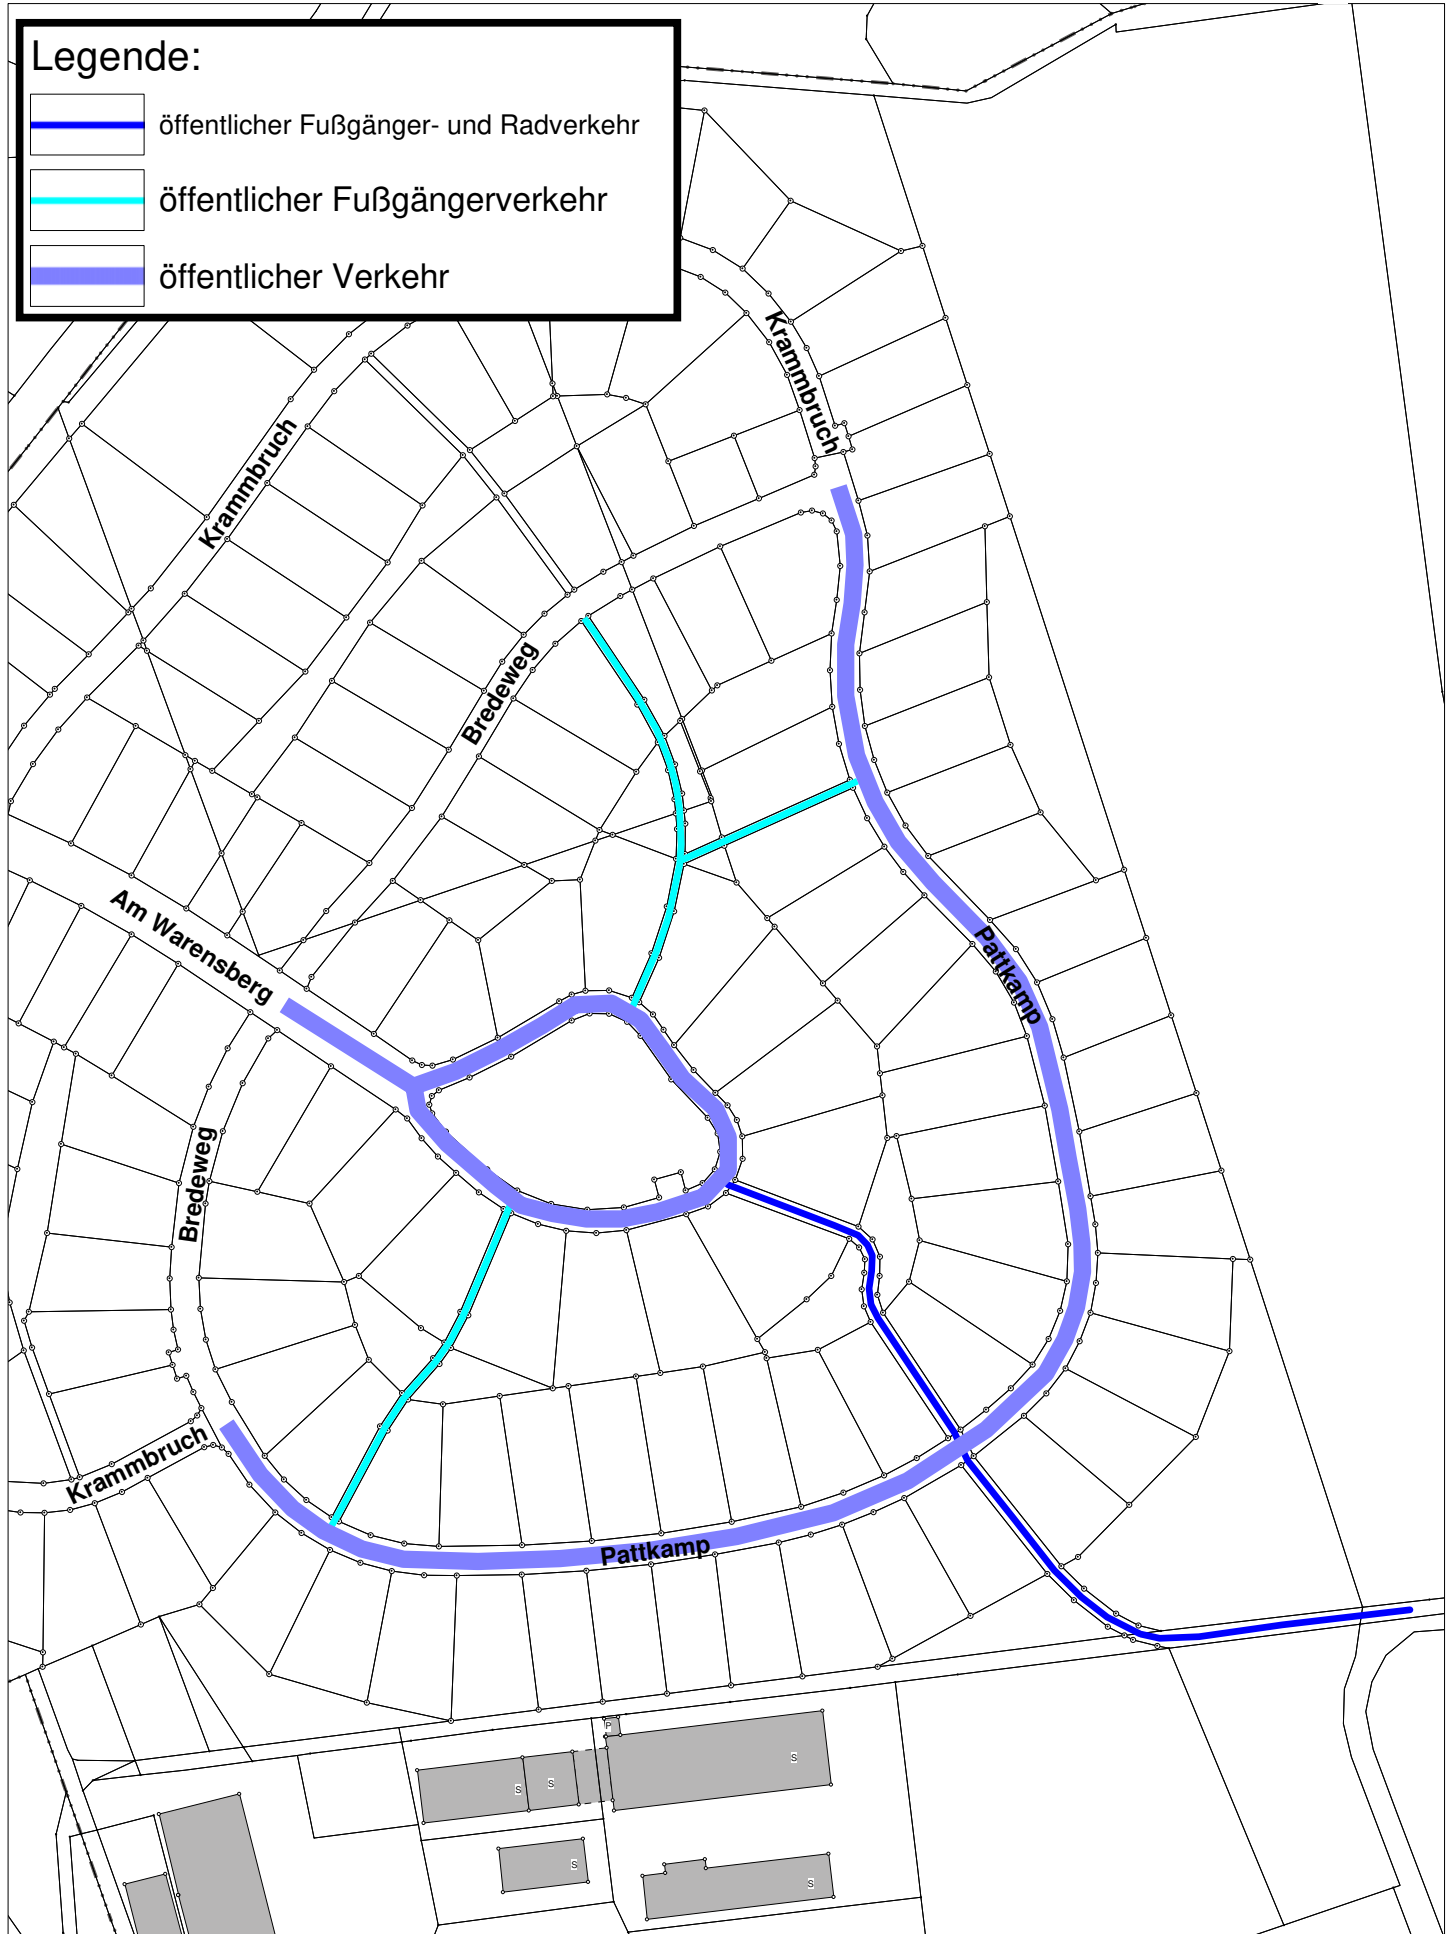 Legende:
öffentlicher Fußgänger- und Radverkehr
öffentlicher Fußgängerverkehr
öffentlicher Verkehr
Krammbruch
Krammbruch
Bredeweg
Am Warensberg
Pattkamp
Bredeweg
Krammbruch
Pattkamp
P
S
S
S
S
S